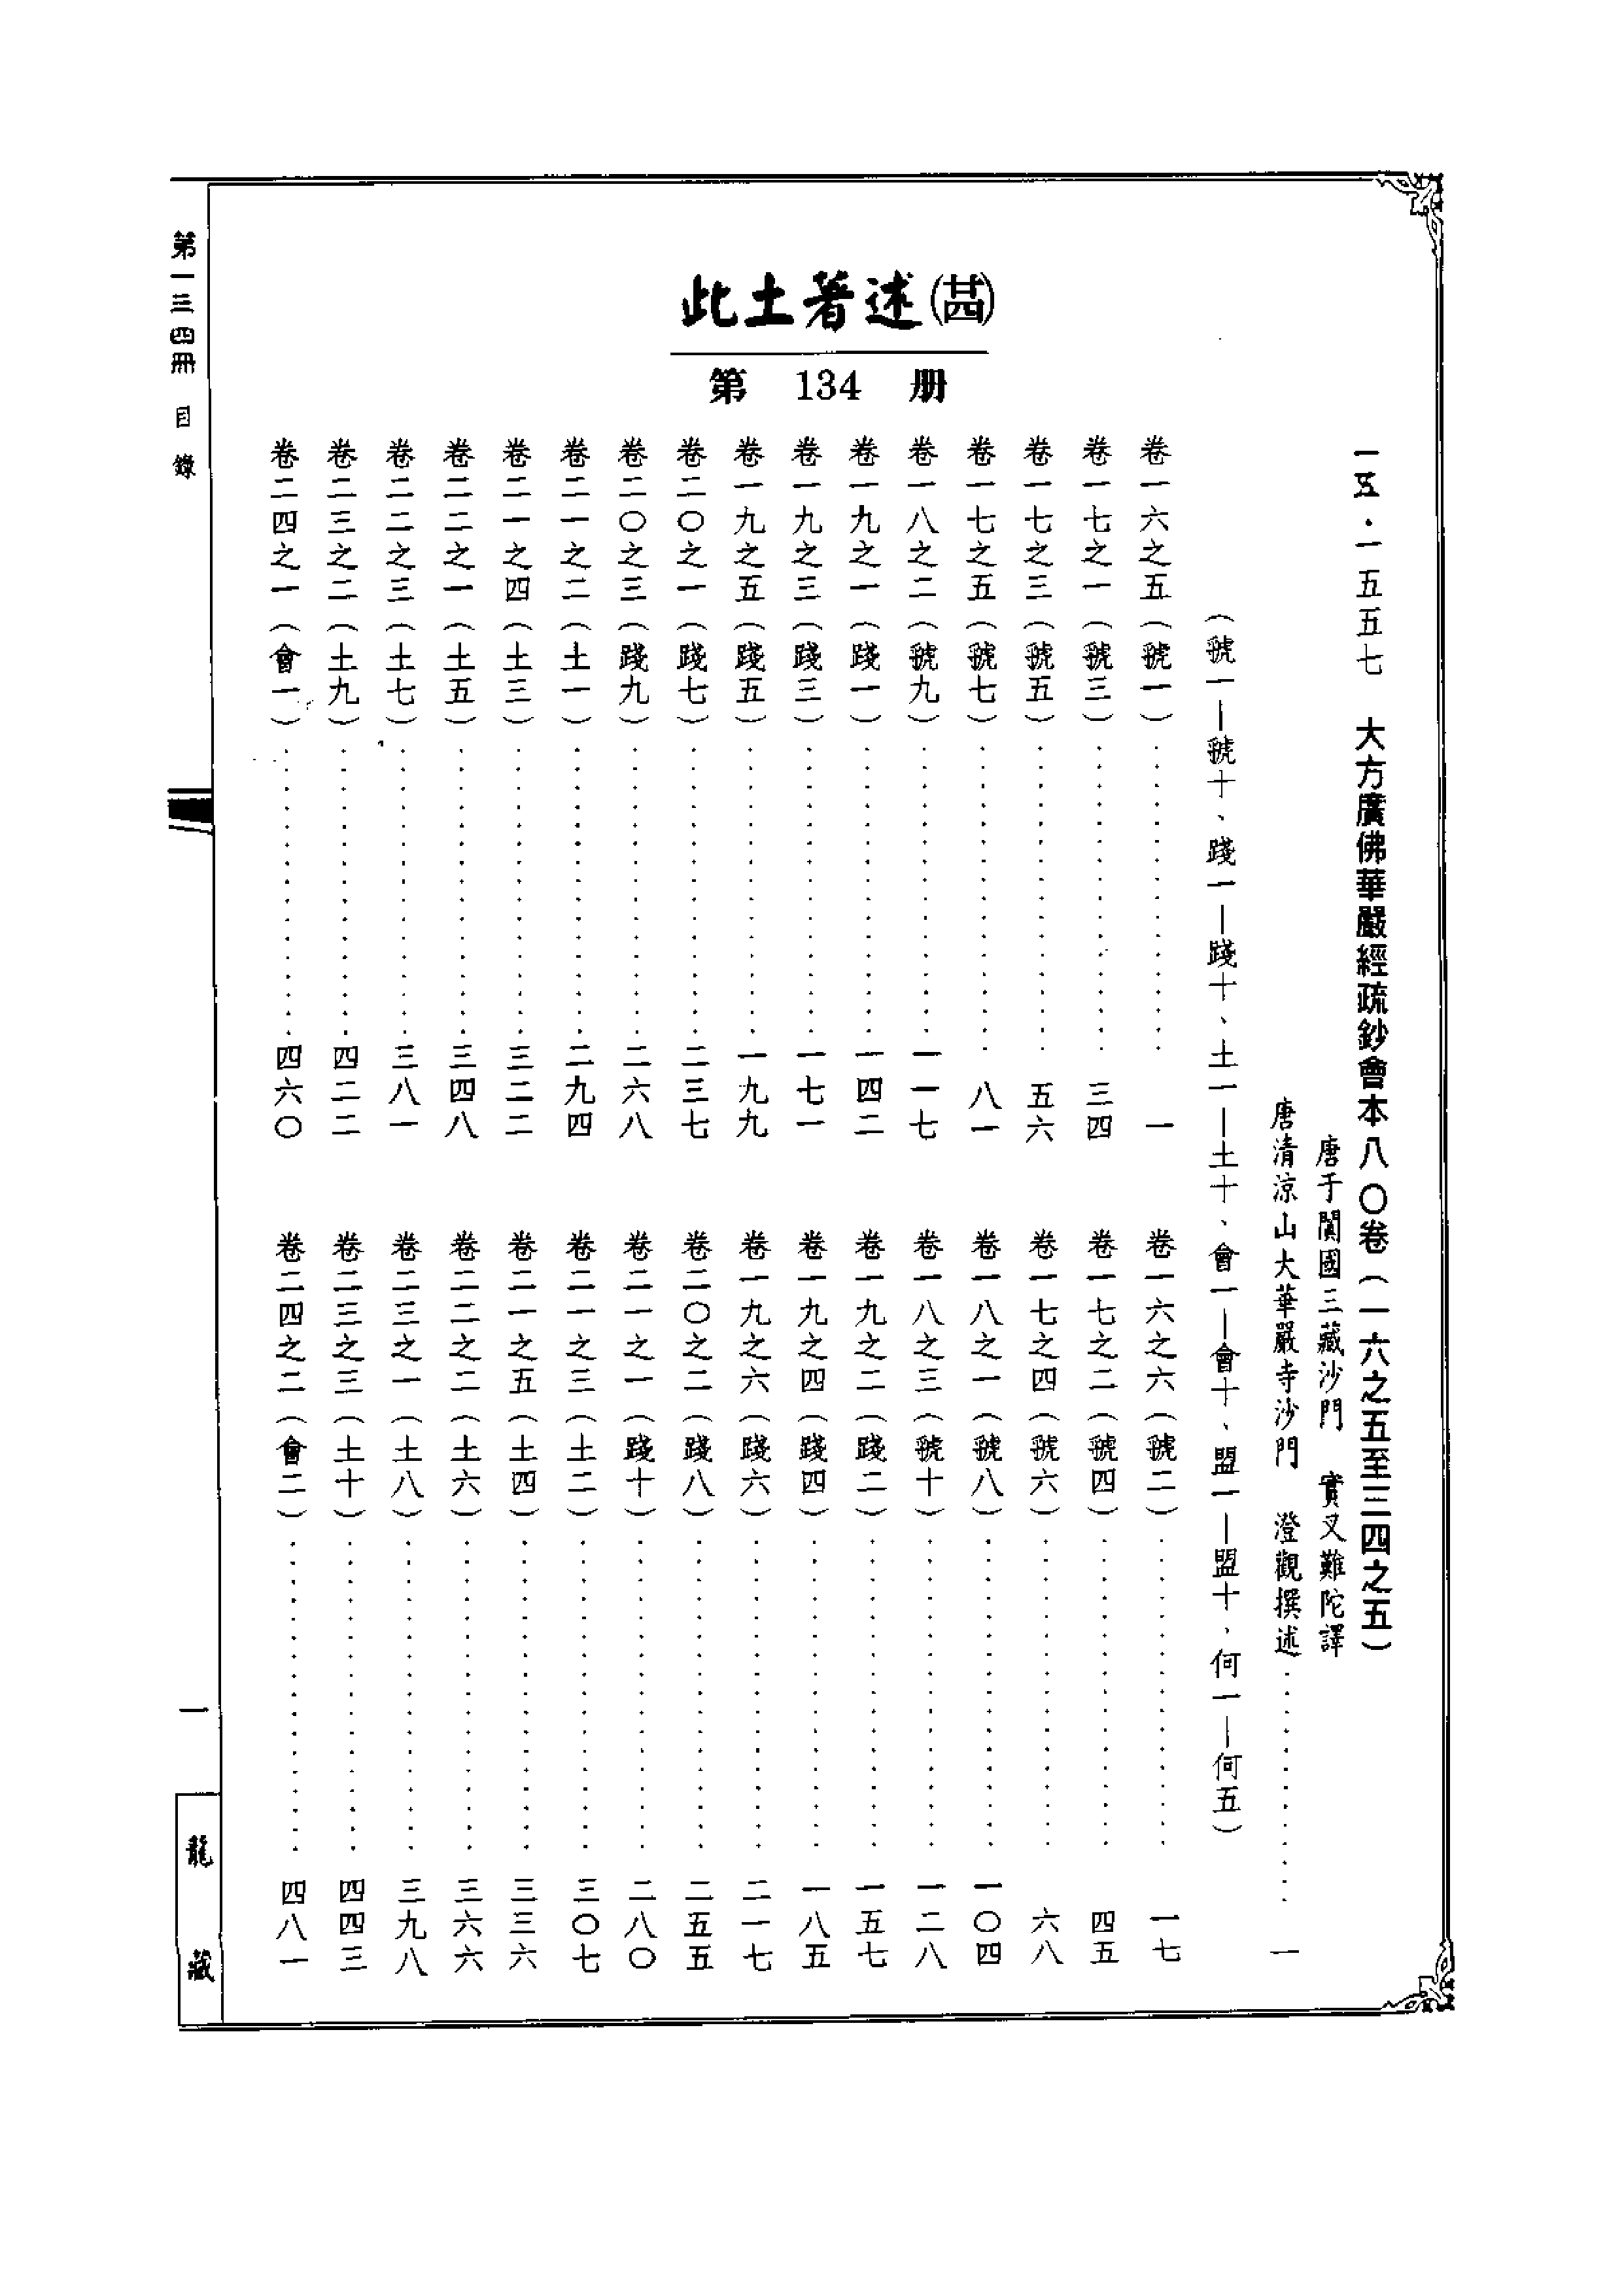 此土著述(廿四)
第 134 册
一五·一五五七 大方廣佛華嚴經疏鈔會本八〇卷(一六之五至三四之五)
唐于闐國三藏沙門 實叉難陀譯
唐清涼山大華嚴寺沙門 澄觀撰述……………一
(號一—號十、踐一—踐十、土一—土十、會一—會十、盟一—盟十、何一—何五)
卷一六之五(號一)……………一
卷一六之六(號二)……………一七
卷一七之一(號三)……………三四
卷一七之二(號四)……………四五
卷一七之三(號五)……………五六
卷一七之四(號六)……………六八
卷一七之五(號七)……………八一
卷一八之一(號八)……………一〇四
卷一八之二(號九)……………一一七
卷一八之三(號十)……………一二八
卷一九之一(踐一)……………一四二
卷一九之二(踐二)……………一五七
卷一九之三(踐三)……………一七一
卷一九之四(踐四)……………一八五
卷一九之五(踐五)……………一九九
卷一九之六(踐六)……………二一七
卷二〇之一(踐七)……………二三七
卷二〇之二(踐八)……………二五五
卷二〇之三(踐九)……………二六八
卷二一之一(踐十)……………二八〇
卷二一之二(土一)……………二九四
卷二一之三(土二)……………三〇七
卷二一之四(土三)……………三二二
卷二一之五(土四)……………三三六
卷二二之一(土五)……………三四八
卷二二之二(土六)……………三六六
卷二二之三(土七)……………三八一
卷二三之一(土八)……………三九八
卷二三之二(土九)……………四二二
卷二三之三(土十)……………四四三
卷二四之一(會一)……………四六〇
卷二四之二(會二)……………四八一
第一三四冊 目錄
一
龍藏